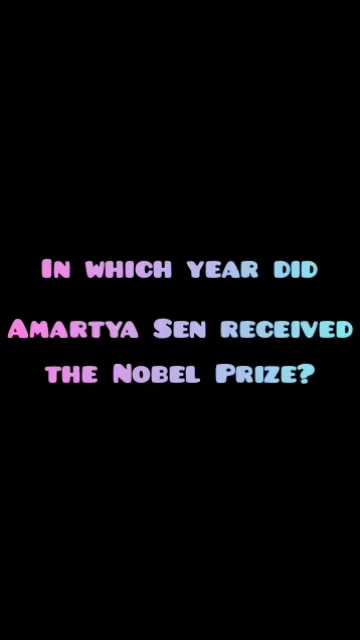 In which year did
Amartya Sen received
the Nobel Prize?